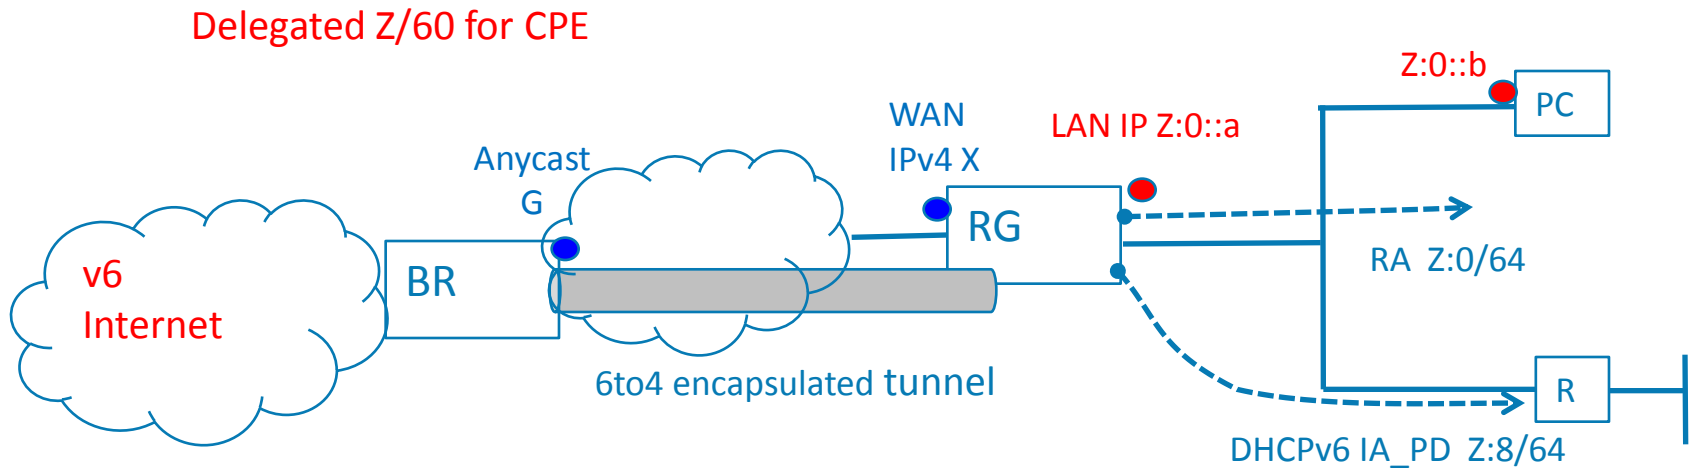 Delegated Z/60 for CPE
Z:0::b
PC
WAN
IPv4 X
LAN IP Z:0::a
Anycast
G
RG
v6
Internet
BR
RA Z:0/64
6to4 encapsulated tunnel
R
DHCPv6 IA_PD Z:8/64